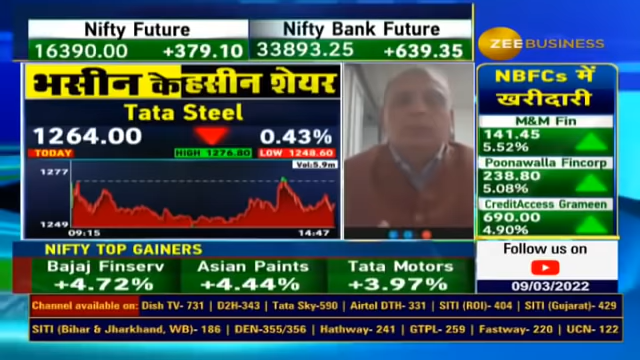 Nifty Future
16390.00 +379.10
Nifty Bank Future
33893.25 +639.35
ZEE BUSINESS
भसीन के हसीन शेयर
Tata Steel
1264.00 0.43%
TODAY HIGH 1276.80 LOW 1248.60
Vol:5.9m
1277
1249
09:15 14:47
NBFCs में
खरीदारी
M&M Fin
141.45
5.52%
Poonawalla Fincorp
238.80
5.08%
CreditAccess Grameen
690.00
4.90%
NIFTY TOP GAINERS
Bajaj Finserv Asian Paints Tata Motors
+4.72% +4.44% +3.97%
Follow us on
09/03/2022
Channel available on: Dish TV- 731 | D2H-343 | Tata Sky-590 | Airtel DTH- 331 | SITI (ROI)- 404 | SITI (Gujarat)- 429
SITI (Bihar & Jharkhand, WB)- 186 | DEN-355/356 | Hathway- 241 | GTPL- 259 | Fastway- 220 | UCN- 122